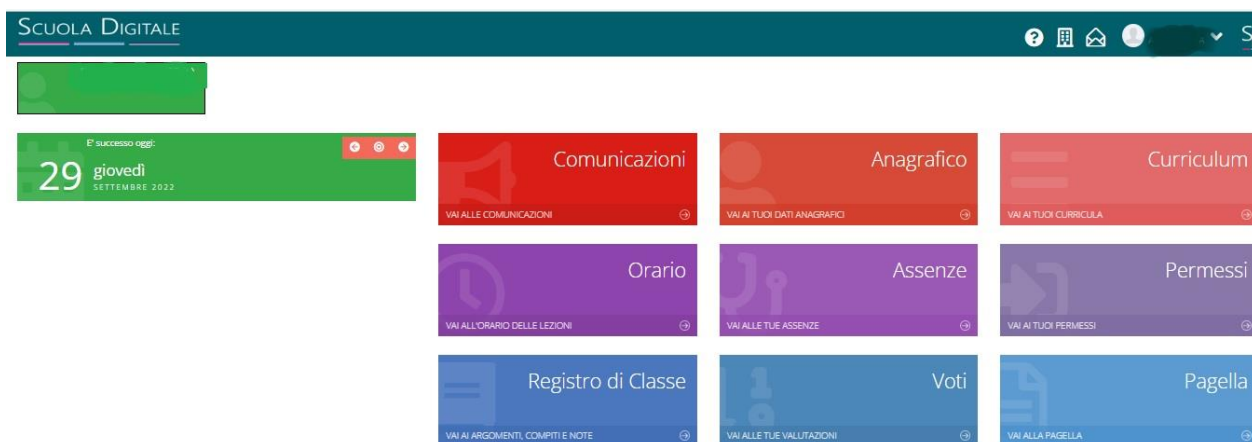 SCUOLA DIGITALE
E' successo oggi:
29
giovedì
SETTEMBRE 2022
Comunicazioni
VAI ALLE COMUNICAZIONI
Anagrafico
VAI AI TUOI DATI ANAGRAFICI
Curriculum
VAI AI TUOI CURRICULA
Orario
VAI ALL'ORARIO DELLE LEZIONI
Assenze
VAI ALLE TUE ASSENZE
Permessi
VAI AI TUOI PERMESSI
Registro di Classe
VAI AI ARGOMENTI, COMPITI E NOTE
Voti
VAI ALLE TUE VALUTAZIONI
Pagella
VAI ALLA PAGELLA